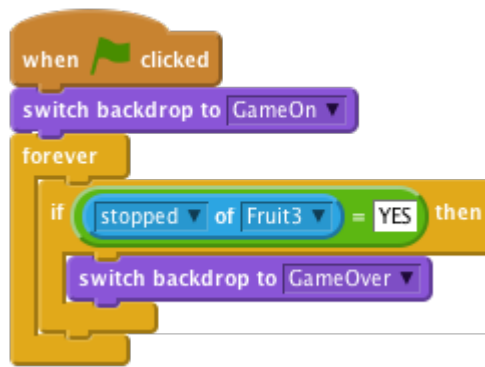 when clicked
switch backdrop to GameOn
forever
if stopped of Fruit3 = YES then
switch backdrop to GameOver